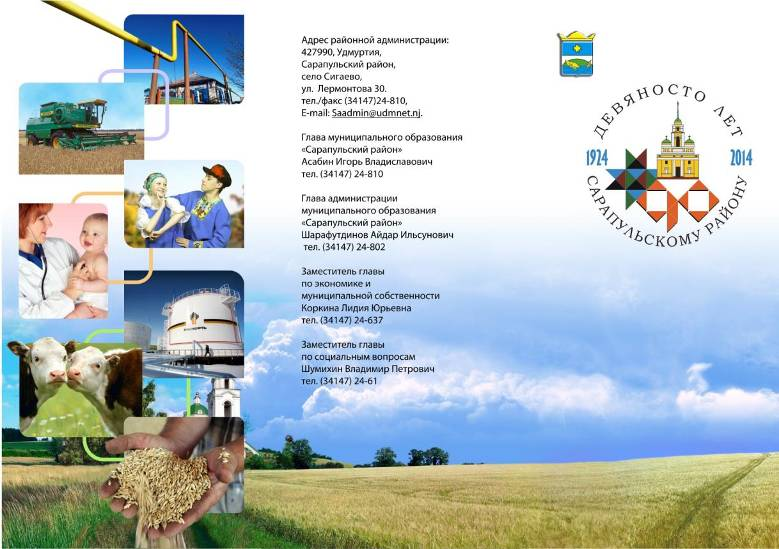 Адрес районной администрации:
427990, Удмуртия,
Сарапульский район,
село Сигаево,
ул. Лермонтова 30.
тел./факс (34147)24-810,
E-mail: Saadmin@udmnet.nj.
Глава муниципального образования
«Сарапульский район»
Асабин Игорь Владиславович
тел. (34147) 24-810
Глава администрации
муниципального образования
«Сарапульский район»
Шарафутдинов Айдар Ильсунович
тел. (34147) 24-802
Заместитель главы
по экономике и
муниципальной собственности
Коркина Лидия Юрьевна
тел. (34147) 24-637
Заместитель главы
по социальным вопросам
Шумихин Владимир Петрович
тел. (34147) 24-61
ДЕВЯНОСТО ЛЕТ
1924 2014
САРАПУЛЬСКОМУ РАЙОНУ